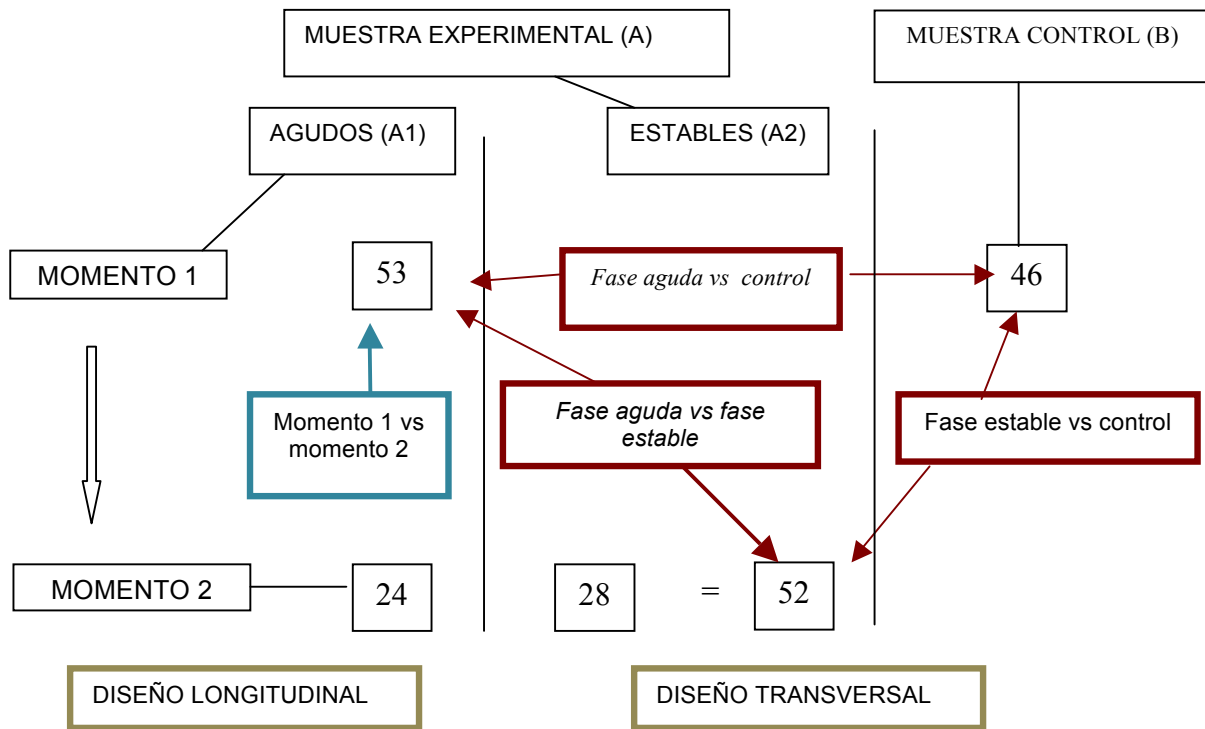 MUESTRA EXPERIMENTAL (A)
MUESTRA CONTROL (B)
AGUDOS (A1)
ESTABLES (A2)
MOMENTO 1
53
Fase aguda vs control
46
Momento 1 vs
momento 2
Fase aguda vs fase
estable
Fase estable vs control
MOMENTO 2
24
28
=
52
DISEÑO LONGITUDINAL
DISEÑO TRANSVERSAL